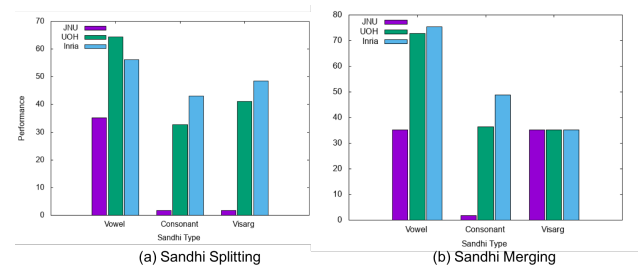 JNU
UOH
Inria
70
60
50
40
30
20
10
0
Performance
Vowel Consonant Visarg
Sandhi Type
(a) Sandhi Splitting
JNU
UOH
Inria
80
70
60
50
40
30
20
10
0
Vowel Consonant Visarg
Sandhi Type
(b) Sandhi Merging